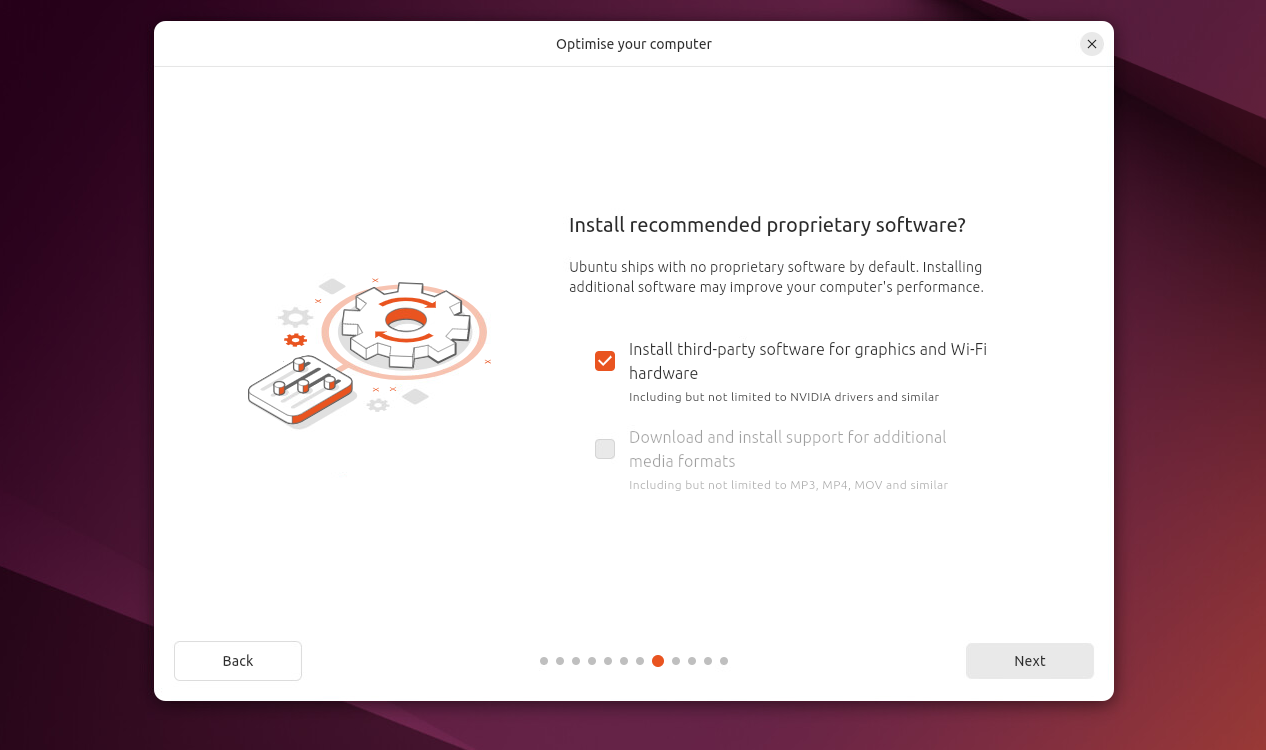 Optimise your computer
Install recommended proprietary software?
Ubuntu ships with no proprietary software by default. Installing
additional software may improve your computer's performance.
Install third-party software for graphics and Wi-Fi
hardware
Including but not limited to NVIDIA drivers and similar
Download and install support for additional
media formats
Including but not limited to MP3, MP4, MOV and similar
Back
Next